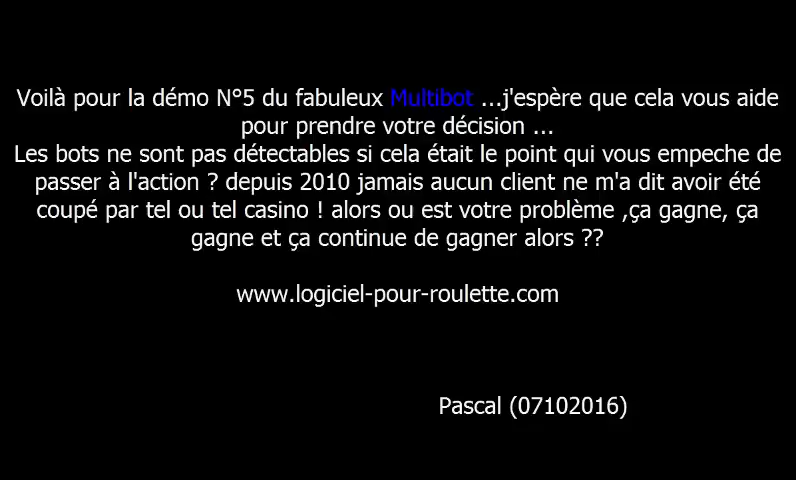 Voilà pour la démo N°5 du fabuleux Multibot ...j'espère que cela vous aide
pour prendre votre décision ...
Les bots ne sont pas détectables si cela était le point qui vous empeche de
passer à l'action ? depuis 2010 jamais aucun client ne m'a dit avoir été
coupé par tel ou tel casino ! alors ou est votre problème ,ça gagne, ça
gagne et ça continue de gagner alors ??
www.logiciel-pour-roulette.com
Pascal (07102016)